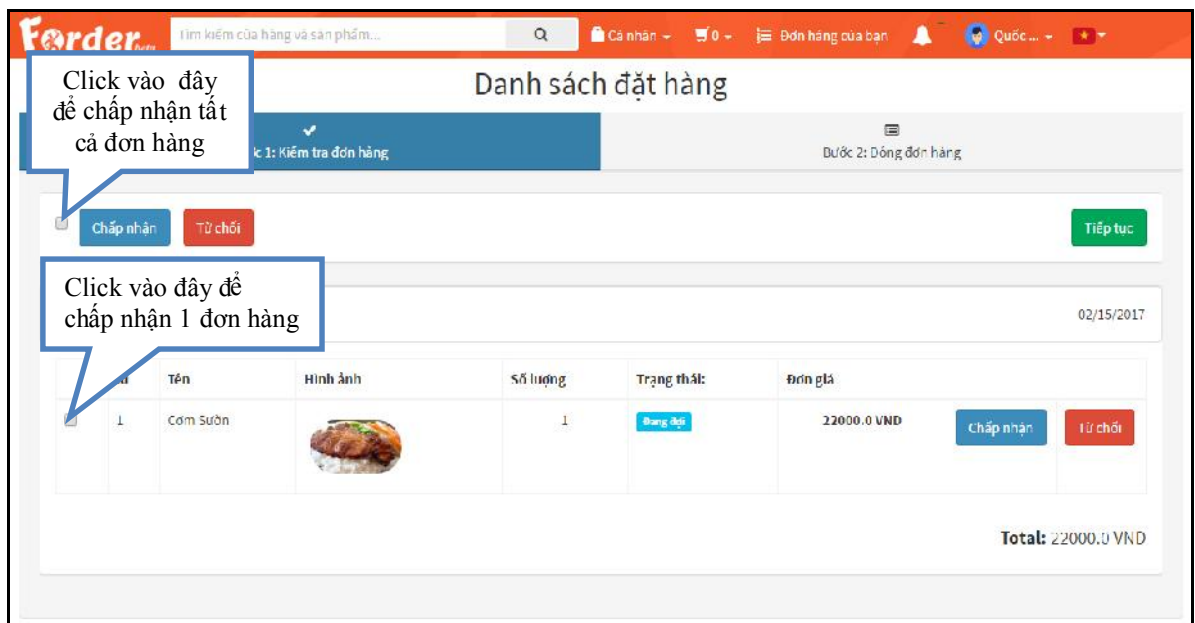 Forder beta
Tìm kiếm cửa hàng và sản phẩm...
Cá nhân
0
Đơn hàng của bạn
Quốc ...
Click vào đây
để chấp nhận tất
cả đơn hàng
Danh sách đặt hàng
c 1: Kiểm tra đơn hàng
Bước 2: Đóng đơn hàng
Chấp nhận
Từ chối
Tiếp tục
Click vào đây để
chấp nhận 1 đơn hàng
02/15/2017
Tên
Hình ảnh
Số lượng
Trạng thái:
Đơn giá
1
Cơm Sườn
1
Đang đợi
22000.0 VND
Chấp nhận
Từ chối
Total: 22000.0 VND